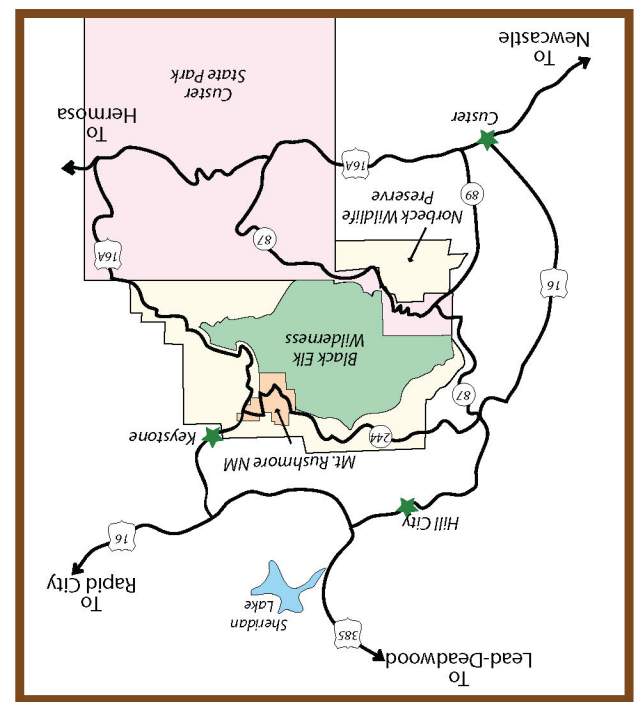 To
Lead-Deadwood
385
Sheridan
Lake
To
Rapid City
16
Hill City
Mt. Rushmore NM
Keystone
244
87
Black Elk
Wilderness
16
16A
87
Norbeck Wildlife
Preserve
89
16A
Custer
To
Hermosa
Custer
State Park
To
Newcastle